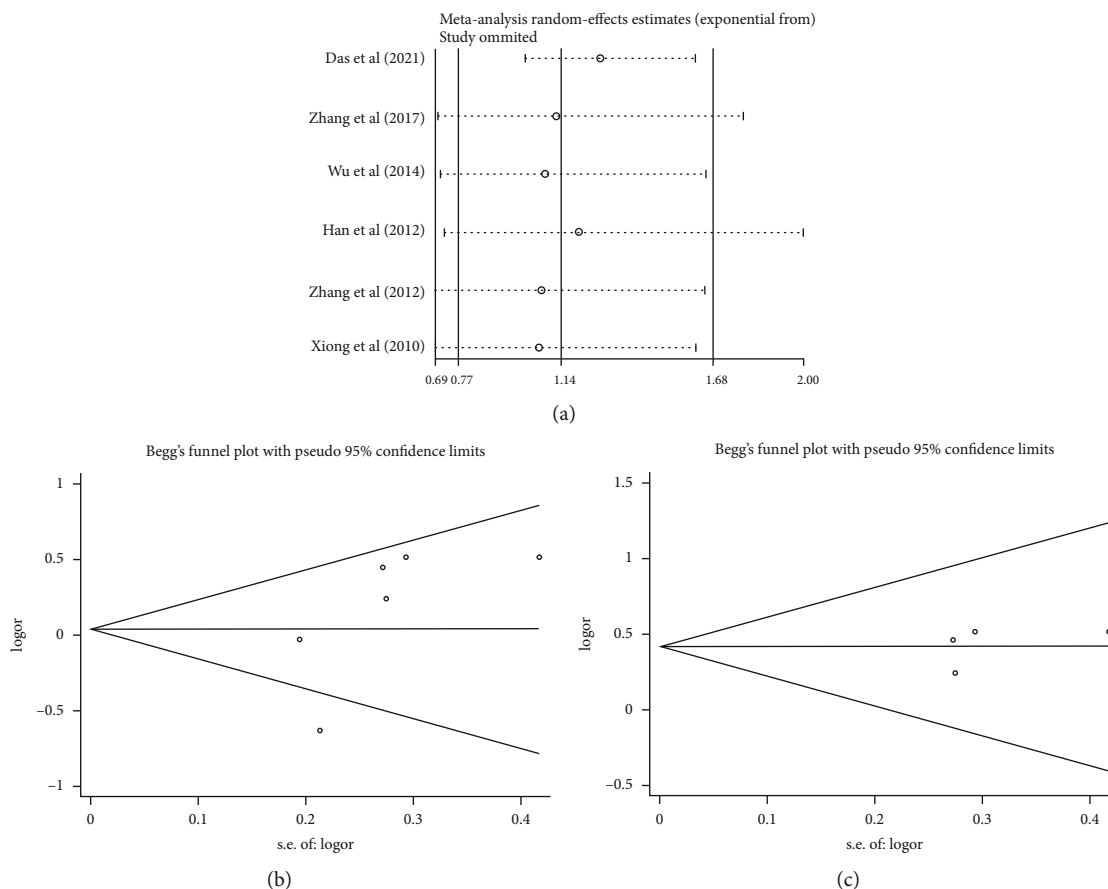 Meta-analysis random-effects estimates (exponential from)
Study ommited
Das et al (2021)
Zhang et al (2017)
Wu et al (2014)
Han et al (2012)
Zhang et al (2012)
Xiong et al (2010)
0.69 0.77 1.14 1.68 2.00
(a)
Begg's funnel plot with pseudo 95% confidence limits
1
0.5
0
−0.5
−1
logor
0 0.1 0.2 0.3 0.4
s.e. of: logor
(b)
Begg's funnel plot with pseudo 95% confidence limits
1.5
1
0.5
0
−0.5
logor
0 0.1 0.2 0.3 0.4
s.e. of: logor
(c)